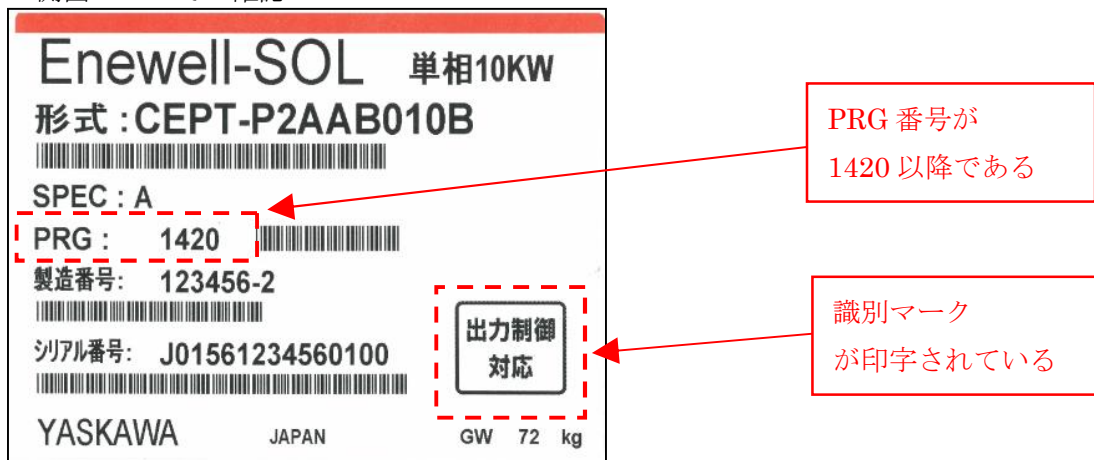 Enewell-SOL 単相10KW
形式 :CEPT-P2AAB010B
SPEC : A
PRG : 1420
製造番号: 123456-2
シリアル番号: J01561234560100
出力制御
対応
YASKAWA JAPAN GW 72 kg
PRG 番号が
1420 以降である
識別マーク
が印字されている